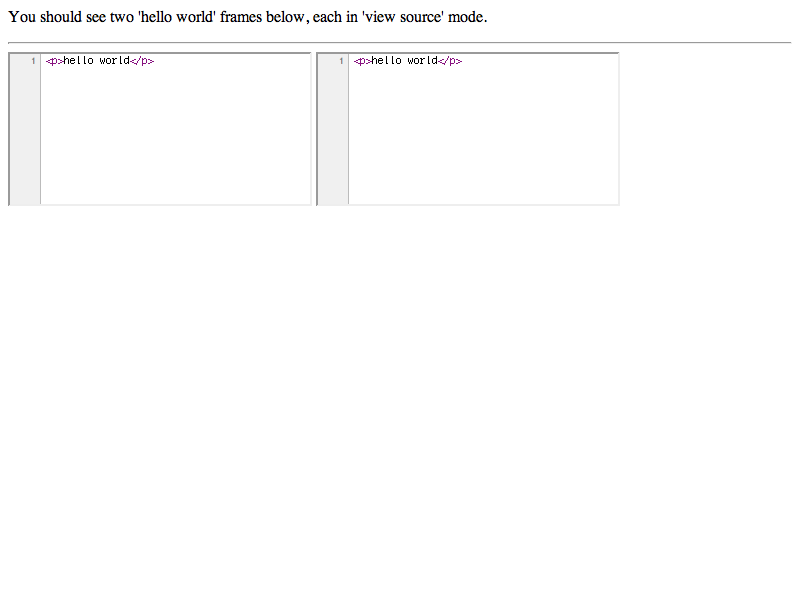 You should see two 'hello world' frames below, each in 'view source' mode.
1 <p>hello world</p>
1 <p>hello world</p>